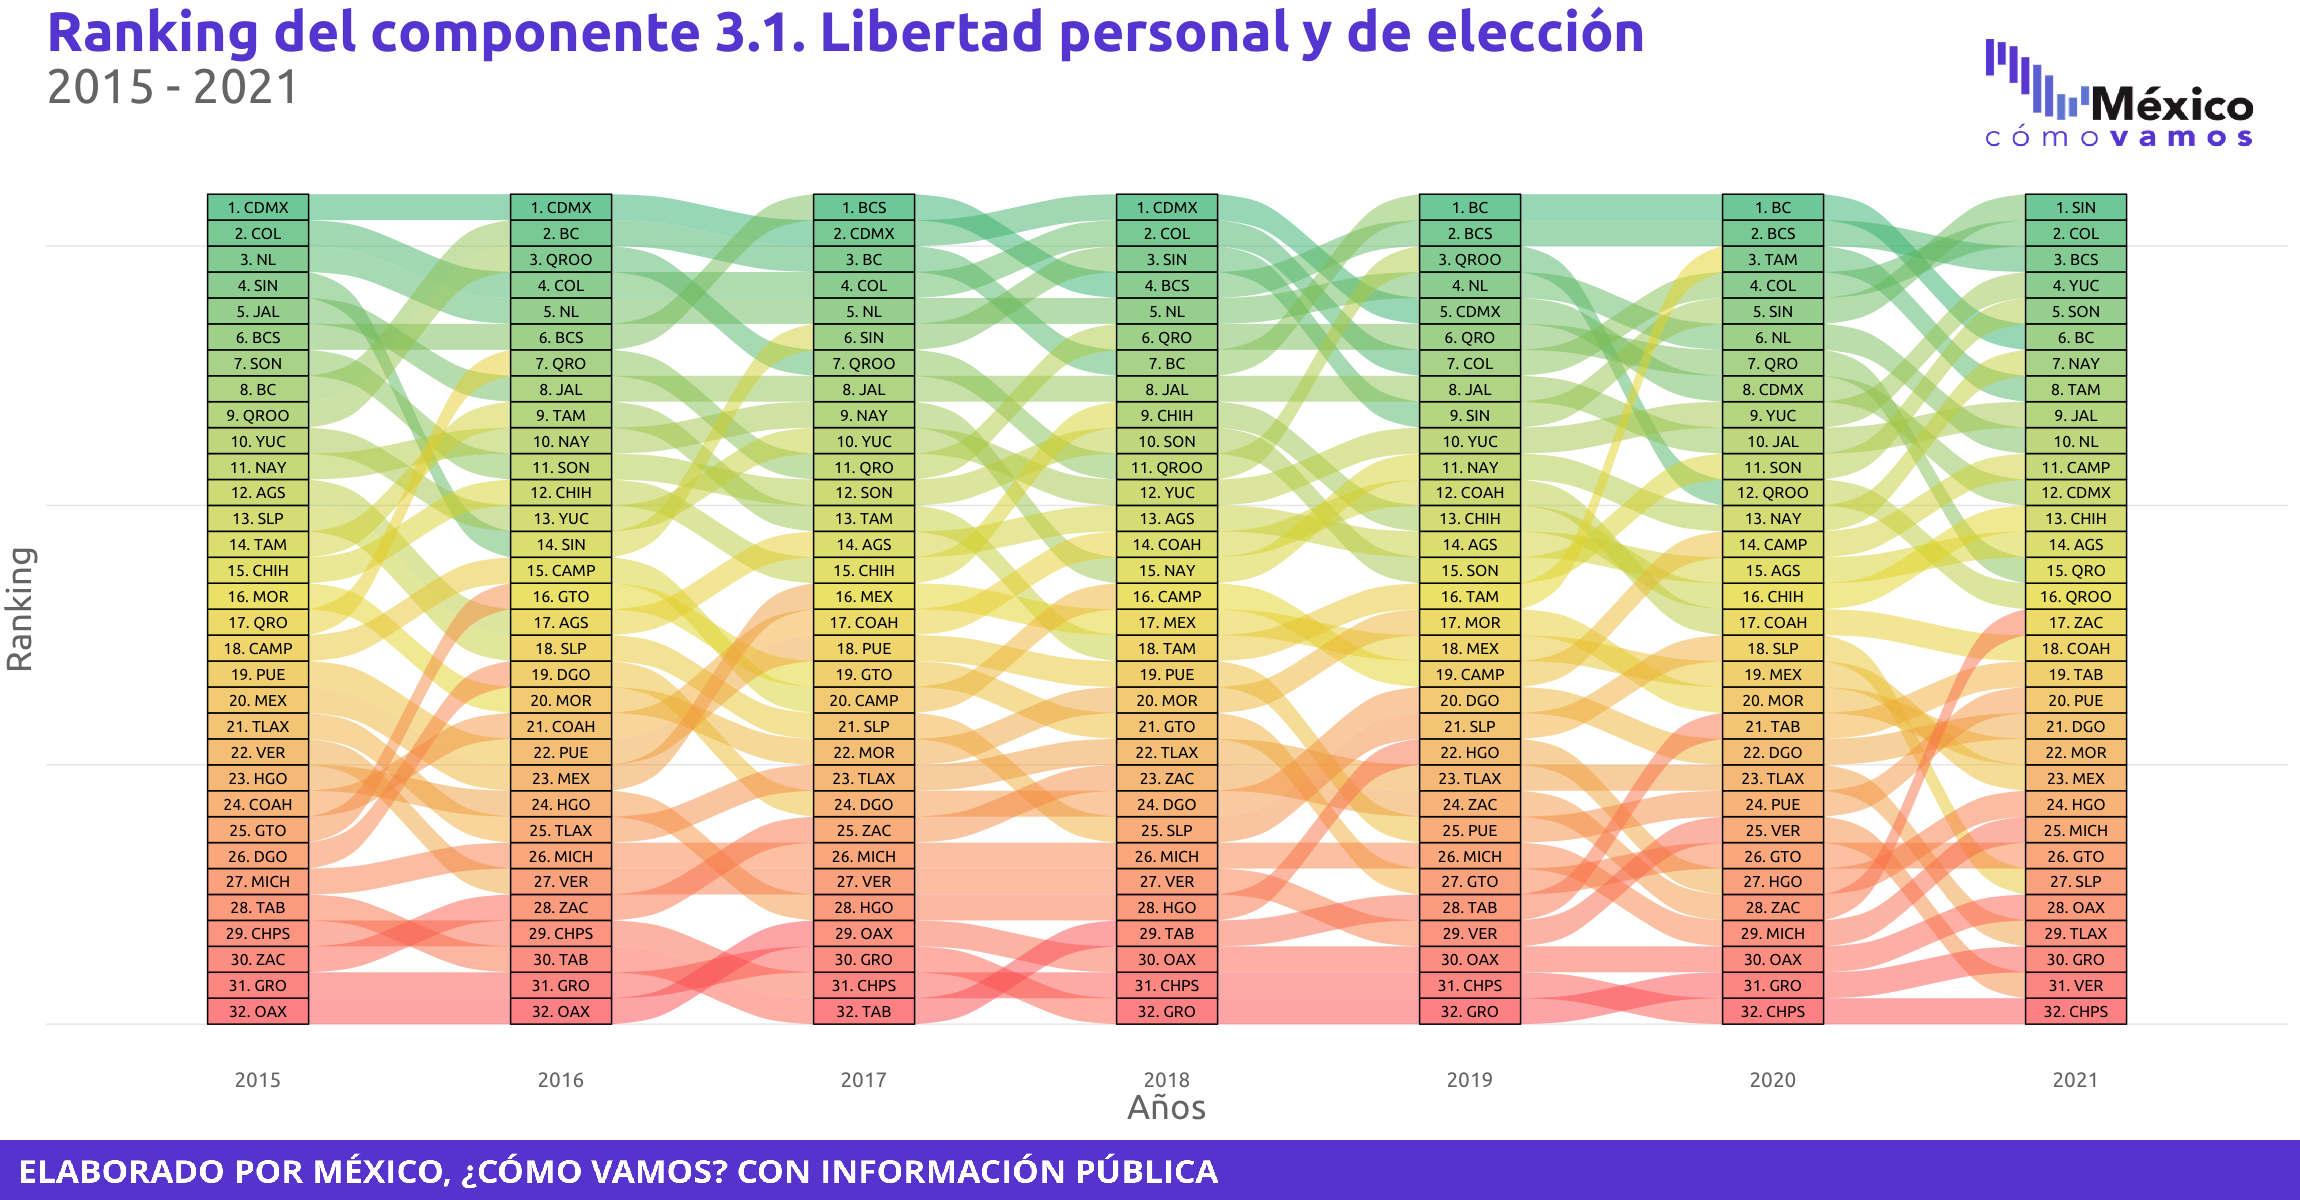 Ranking del componente 3.1. Libertad personal y de elección
2015 - 2021
México
cómovamos
Ranking
1. CDMX
2. COL
3. NL
4. SIN
5. JAL
6. BCS
7. SON
8. BC
9. QROO
10. YUC
11. NAY
12. AGS
13. SLP
14. TAM
15. CHIH
16. MOR
17. QRO
18. CAMP
19. PUE
20. MEX
21. TLAX
22. VER
23. HGO
24. COAH
25. GTO
26. DGO
27. MICH
28. TAB
29. CHPS
30. ZAC
31. GRO
32. OAX
1. CDMX
2. BC
3. QROO
4. COL
5. NL
6. BCS
7. QRO
8. JAL
9. TAM
10. NAY
11. SON
12. CHIH
13. YUC
14. SIN
15. CAMP
16. GTO
17. AGS
18. SLP
19. DGO
20. MOR
21. COAH
22. PUE
23. MEX
24. HGO
25. TLAX
26. MICH
27. VER
28. ZAC
29. CHPS
30. TAB
31. GRO
32. OAX
1. BCS
2. CDMX
3. BC
4. COL
5. NL
6. SIN
7. QROO
8. JAL
9. NAY
10. YUC
11. QRO
12. SON
13. TAM
14. AGS
15. CHIH
16. MEX
17. COAH
18. PUE
19. GTO
20. CAMP
21. SLP
22. MOR
23. TLAX
24. DGO
25. ZAC
26. MICH
27. VER
28. HGO
29. OAX
30. GRO
31. CHPS
32. TAB
1. CDMX
2. COL
3. SIN
4. BCS
5. NL
6. QRO
7. BC
8. JAL
9. CHIH
10. SON
11. QROO
12. YUC
13. AGS
14. COAH
15. NAY
16. CAMP
17. MEX
18. TAM
19. PUE
20. MOR
21. GTO
22. TLAX
23. ZAC
24. DGO
25. SLP
26. MICH
27. VER
28. HGO
29. TAB
30. OAX
31. CHPS
32. GRO
1. BC
2. BCS
3. QROO
4. NL
5. CDMX
6. QRO
7. COL
8. JAL
9. SIN
10. YUC
11. NAY
12. COAH
13. CHIH
14. AGS
15. SON
16. TAM
17. MOR
18. MEX
19. CAMP
20. DGO
21. SLP
22. HGO
23. TLAX
24. ZAC
25. PUE
26. MICH
27. GTO
28. TAB
29. VER
30. OAX
31. CHPS
32. GRO
1. BC
2. BCS
3. TAM
4. COL
5. SIN
6. NL
7. QRO
8. CDMX
9. YUC
10. JAL
11. SON
12. QROO
13. NAY
14. CAMP
15. AGS
16. CHIH
17. COAH
18. SLP
19. MEX
20. MOR
21. TAB
22. DGO
23. TLAX
24. PUE
25. VER
26. GTO
27. HGO
28. ZAC
29. MICH
30. OAX
31. GRO
32. CHPS
1. SIN
2. COL
3. BCS
4. YUC
5. SON
6. BC
7. NAY
8. TAM
9. JAL
10. NL
11. CAMP
12. CDMX
13. CHIH
14. AGS
15. QRO
16. QROO
17. ZAC
18. COAH
19. TAB
20. PUE
21. DGO
22. MOR
23. MEX
24. HGO
25. MICH
26. GTO
27. SLP
28. OAX
29. TLAX
30. GRO
31. VER
32. CHPS
2015 2016 2017 2018 2019 2020 2021
Años
ELABORADO POR MÉXICO, ¿CÓMO VAMOS? CON INFORMACIÓN PÚBLICA